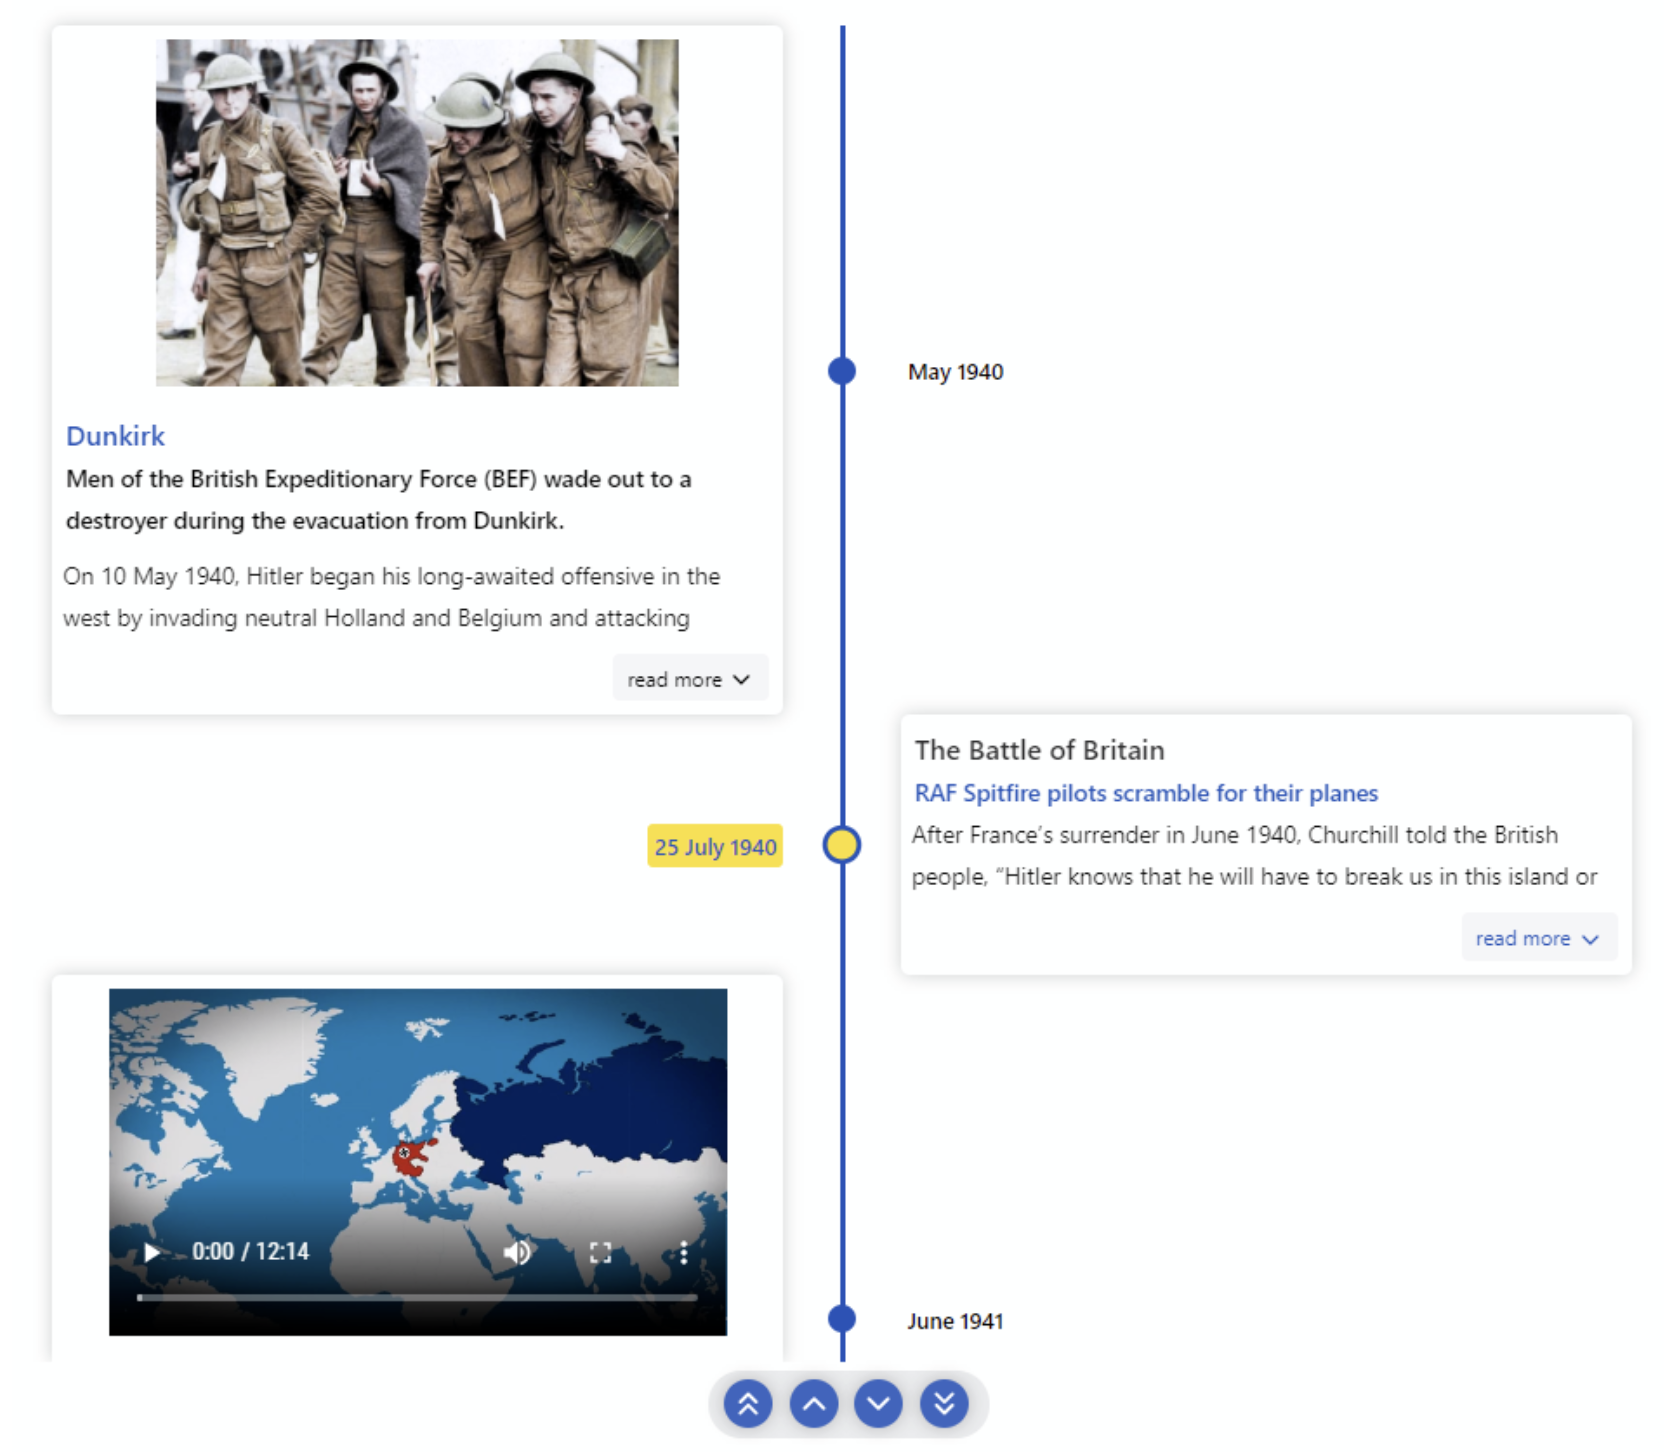 May 1940
Dunkirk
Men of the British Expeditionary Force (BEF) wade out to a
destroyer during the evacuation from Dunkirk.
On 10 May 1940, Hitler began his long-awaited offensive in the
west by invading neutral Holland and Belgium and attacking
read more
The Battle of Britain
RAF Spitfire pilots scramble for their planes
After France’s surrender in June 1940, Churchill told the British
people, “Hitler knows that he will have to break us in this island or
read more
25 July 1940
0:00 / 12:14
June 1941